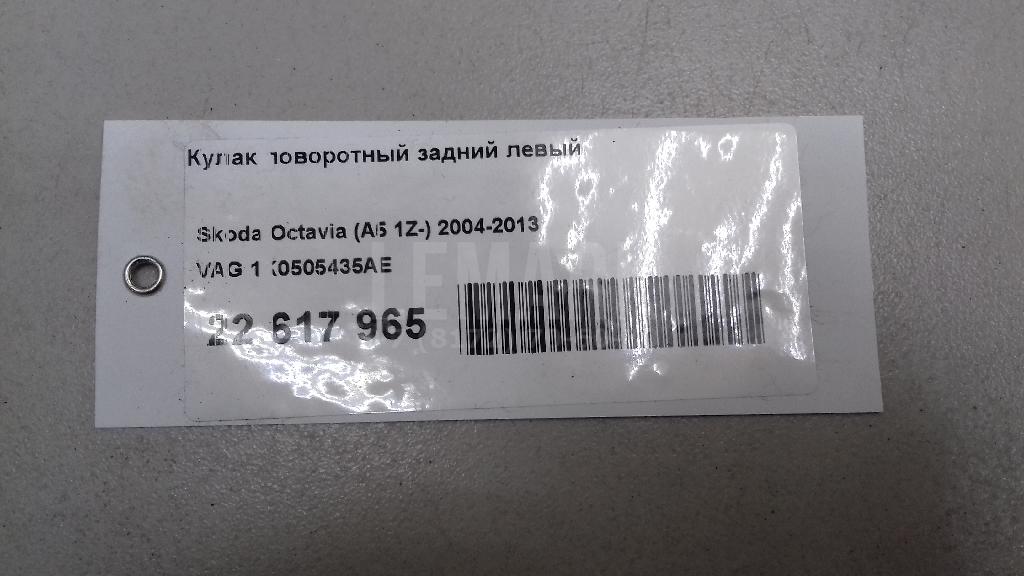 Кулак поворотный задний левый
Skoda Octavia (A5 1Z-) 2004-2013
VAG 1K0505435AE
22 617 965